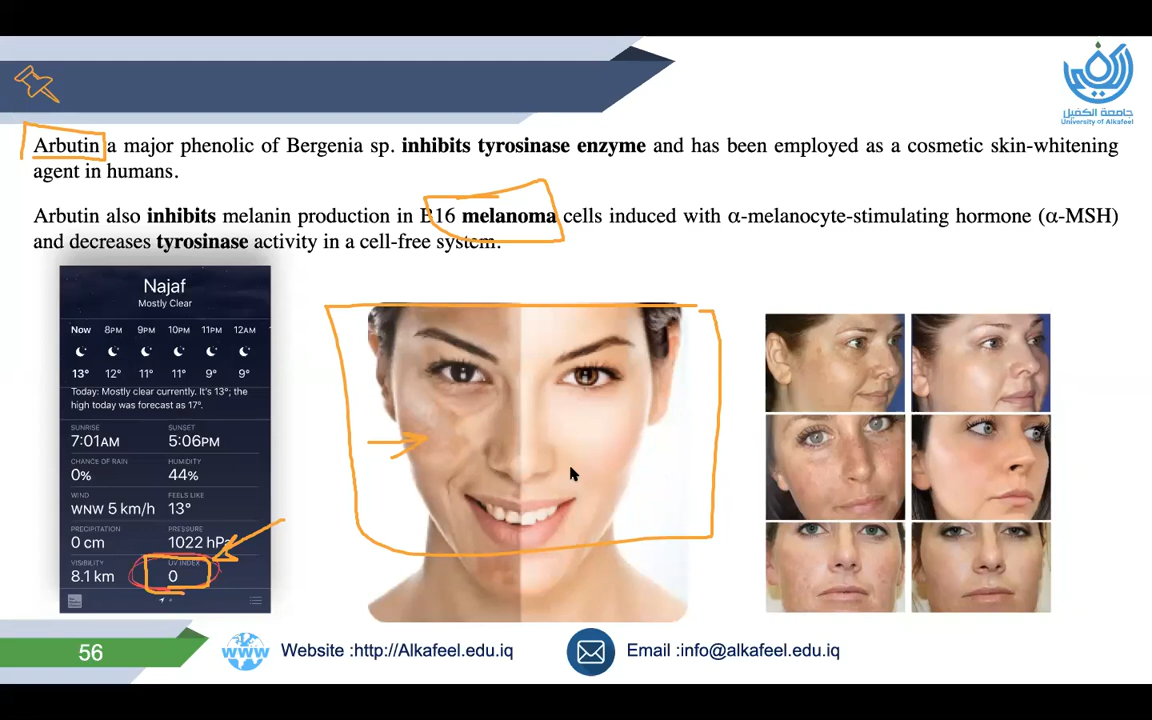 جامعة الكفيل
University of Alkafeel
Arbutin a major phenolic of Bergenia sp. inhibits tyrosinase enzyme and has been employed as a cosmetic skin-whitening
agent in humans.
Arbutin also inhibits melanin production in B16 melanoma cells induced with α-melanocyte-stimulating hormone (α-MSH)
and decreases tyrosinase activity in a cell-free system.
Najaf
Mostly Clear
Now 8PM 9PM 10PM 11PM 12AM
13° 12° 11° 11° 9° 9°
Today: Mostly clear currently. It's 13°; the
high today was forecast as 17°.
SUNRISE SUNSET
7:01AM 5:06PM
CHANCE OF RAIN HUMIDITY
0% 44%
WIND FEELS LIKE
WNW 5 km/h 13°
PRECIPITATION PRESSURE
0 cm 1022 hPa
VISIBILITY UV INDEX
8.1 km 0
56
WWW
Website :http://Alkafeel.edu.iq
Email :info@alkafeel.edu.iq